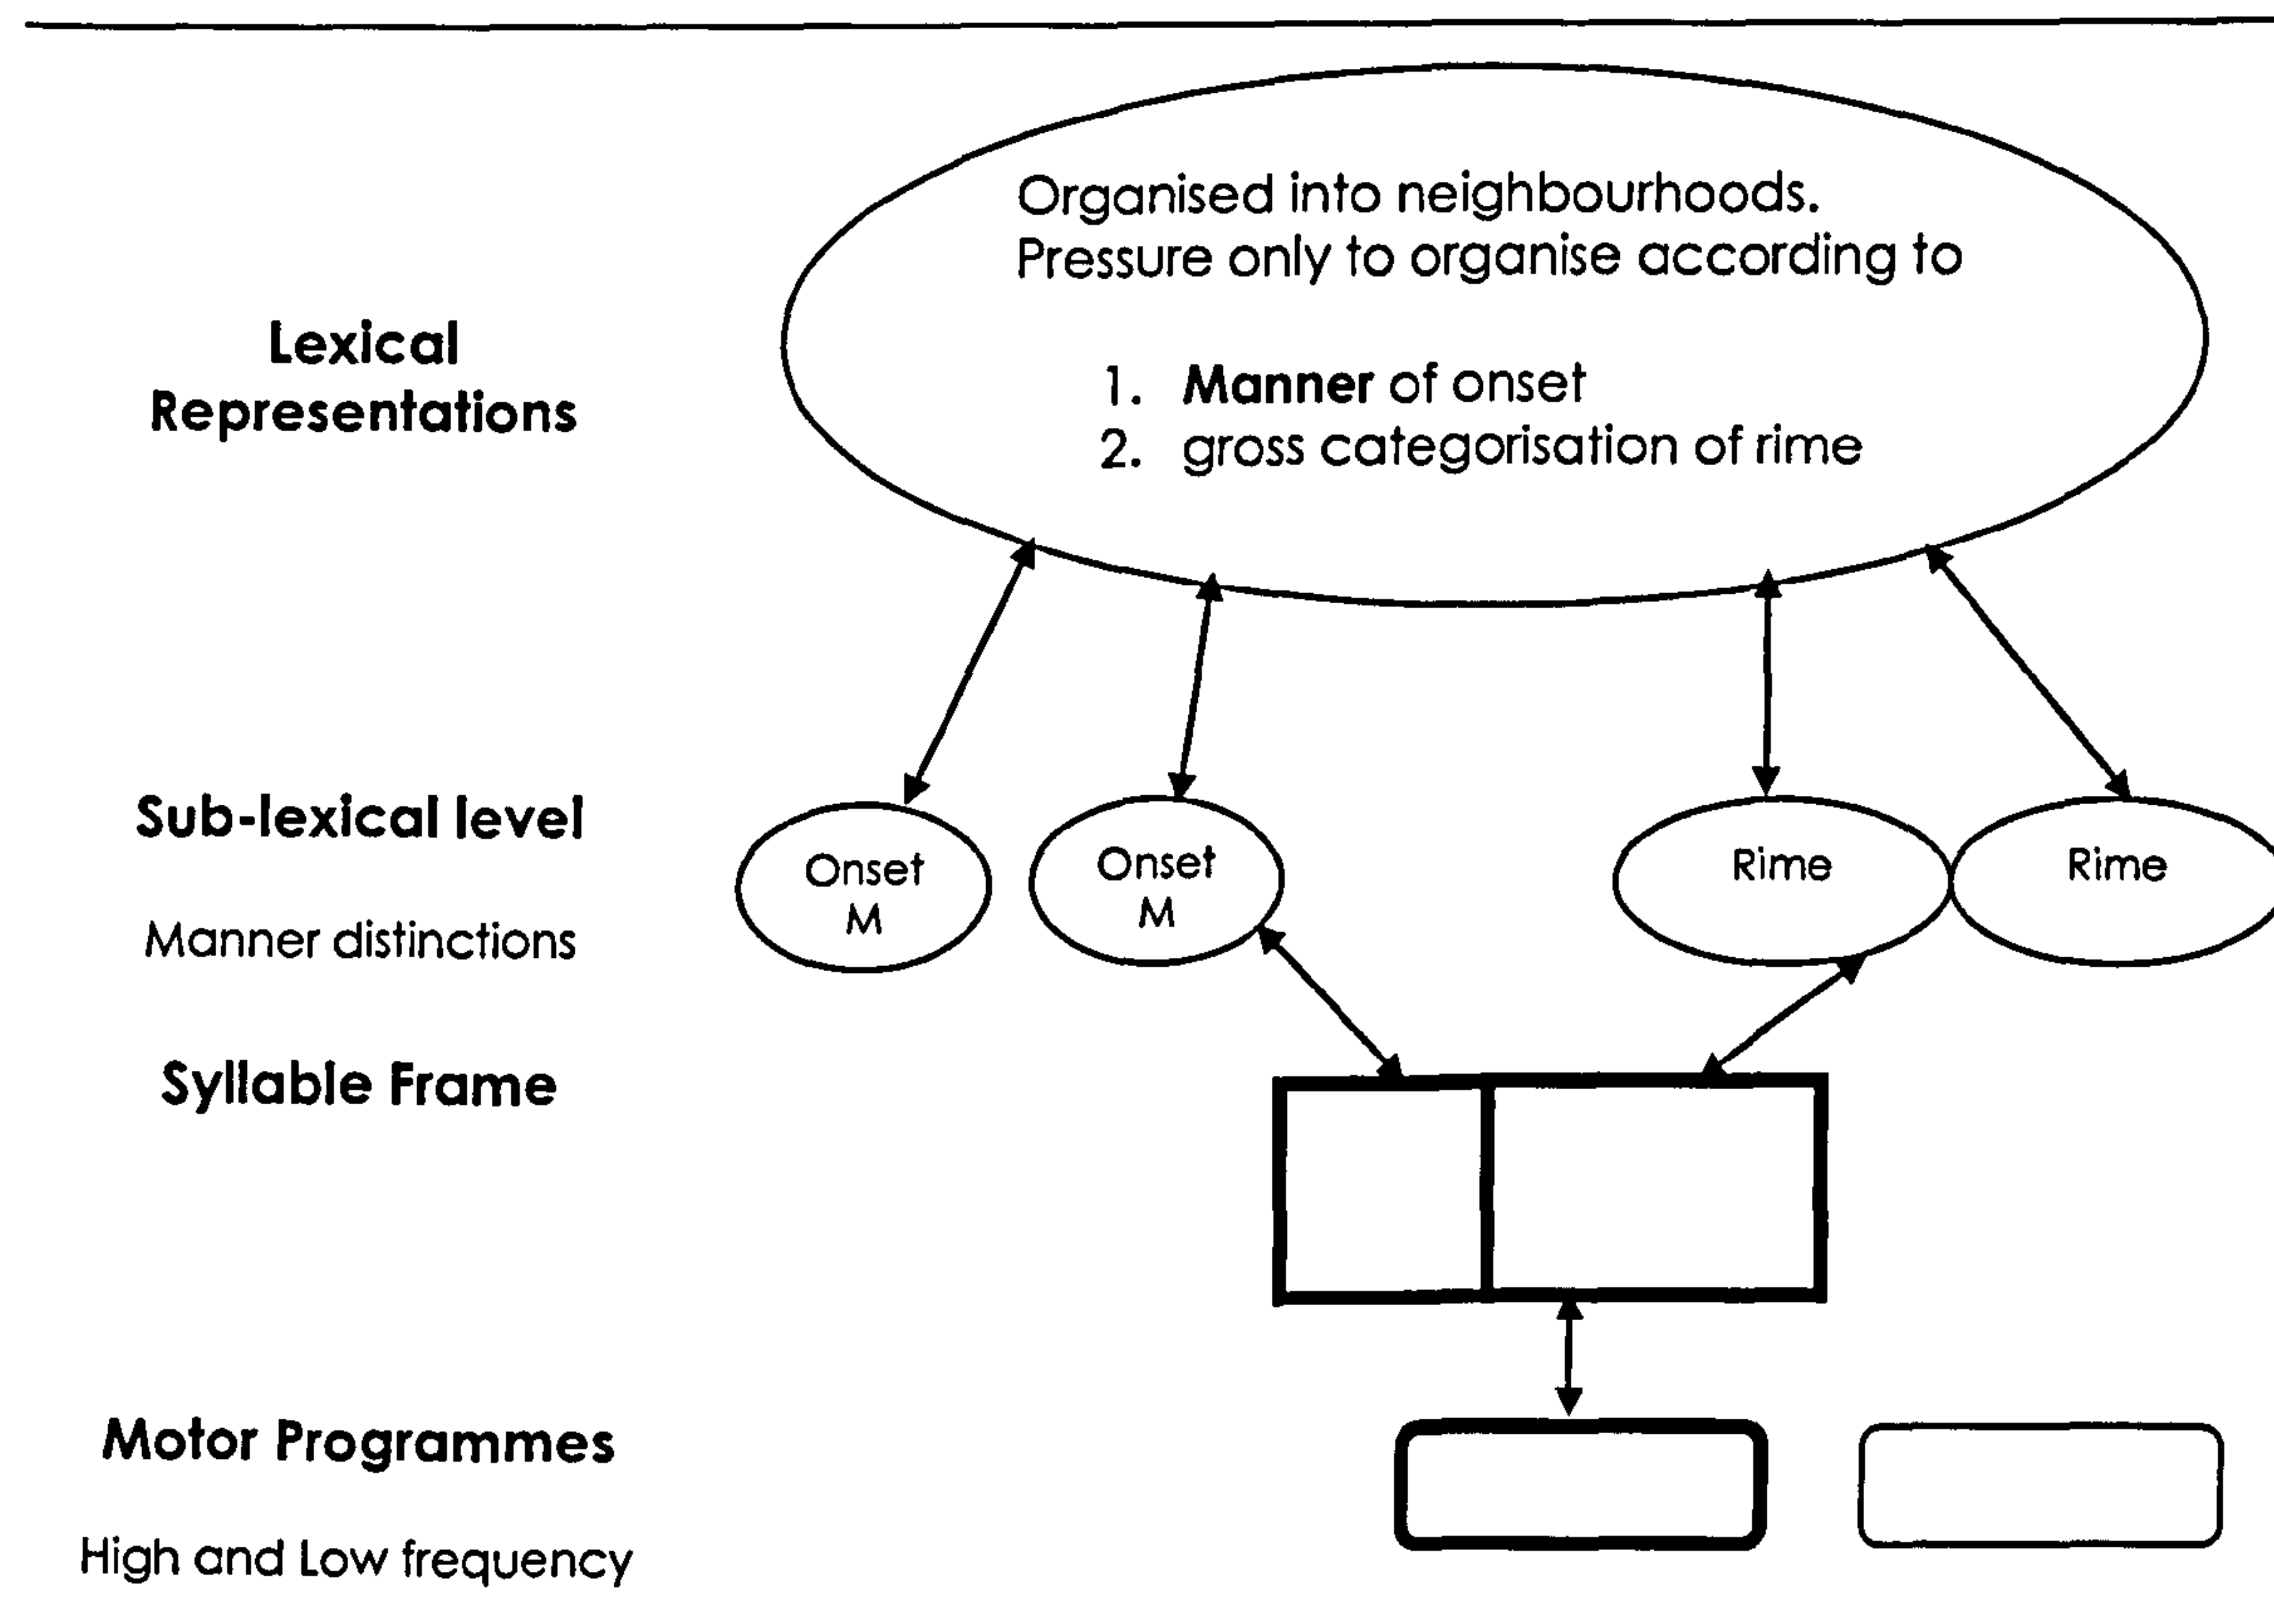 Organised into neighbourhoods.
Pressure only to organise according to
1. Manner of onset
2. gross categorisation of rime
Lexical
Representations
Sub-lexical level
Manner distinctions
Onset
M
Onset
M
Rime
Rime
Syllable Frame
Motor Programmes
High and Low frequency